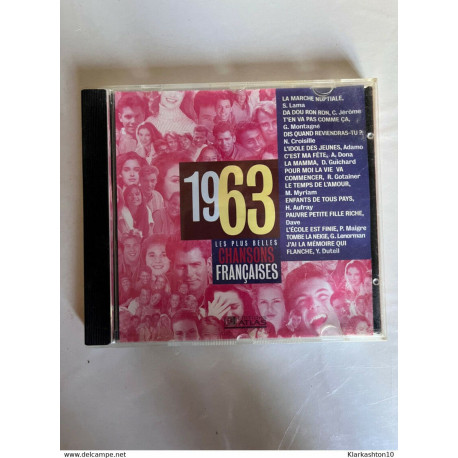 1963
LES PLUS BELLES
CHANSONS
FRANÇAISES
ATLAS
LA MARCHE NUPTIALE,
S. Lama
DA DOU RON RON, C. Jérome
T'EN VA PAS COMME ÇA,
G. Montagné
DIS QUAND REVIENDRAS-TU ?
N. Croisille
L'IDOLE DES JEUNES, Adamo
C'EST MA FÊTE, A. Dona
LA MAMMA, D. Guichard
POUR MOI LA VIE VA
COMMENCER, R. Gotainer
LE TEMPS DE L'AMOUR,
M. Myriam
ENFANTS DE TOUS PAYS,
H. Aufray
PAUVRE PETITE FILLE RICHE,
Dave
L'ÉCOLE EST FINIE, P. Maigre
TOMBE LA NEIGE, G. Lenorman
J'AI LA MÉMOIRE QUI
FLANCHE, Y. Duteil
www.delcampe.net
Klarkashton10